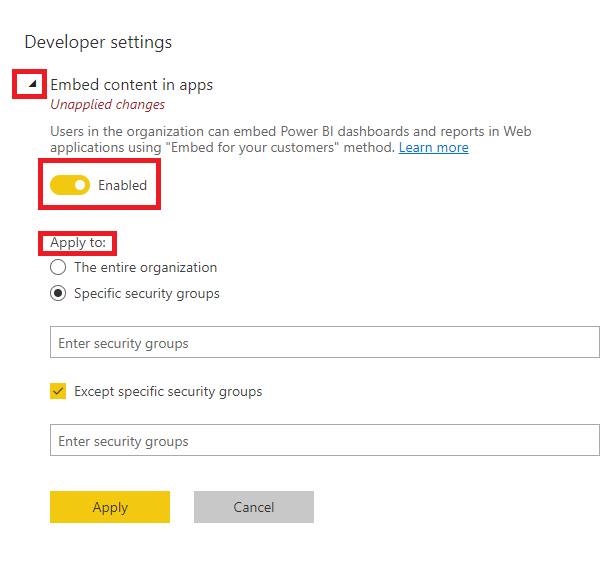 Developer settings
Embed content in apps
Unapplied changes
Users in the organization can embed Power BI dashboards and reports in Web
applications using "Embed for your customers" method. Learn more
Enabled
Apply to:
The entire organization
Specific security groups
Enter security groups
Except specific security groups
Enter security groups
Apply
Cancel